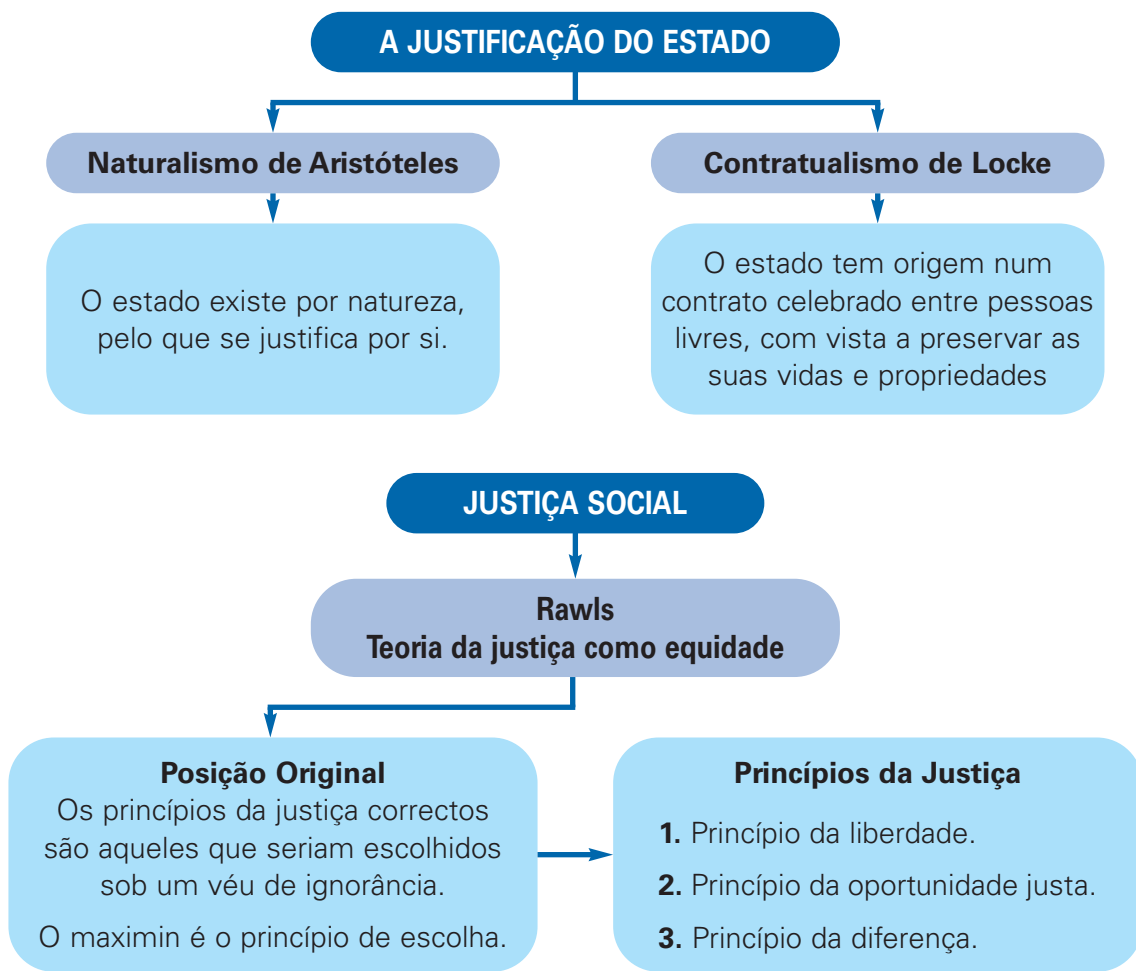 A JUSTIFICAÇÃO DO ESTADO
Naturalismo de Aristóteles
Contratualismo de Locke
O estado existe por natureza,
pelo que se justifica por si.
O estado tem origem num
contrato celebrado entre pessoas
livres, com vista a preservar as
suas vidas e propriedades
JUSTIÇA SOCIAL
Rawls
Teoria da justiça como equidade
Posição Original
Os princípios da justiça correctos
são aqueles que seriam escolhidos
sob um véu de ignorância.
O maximin é o princípio de escolha.
Princípios da Justiça
1. Princípio da liberdade.
2. Princípio da oportunidade justa.
3. Princípio da diferença.